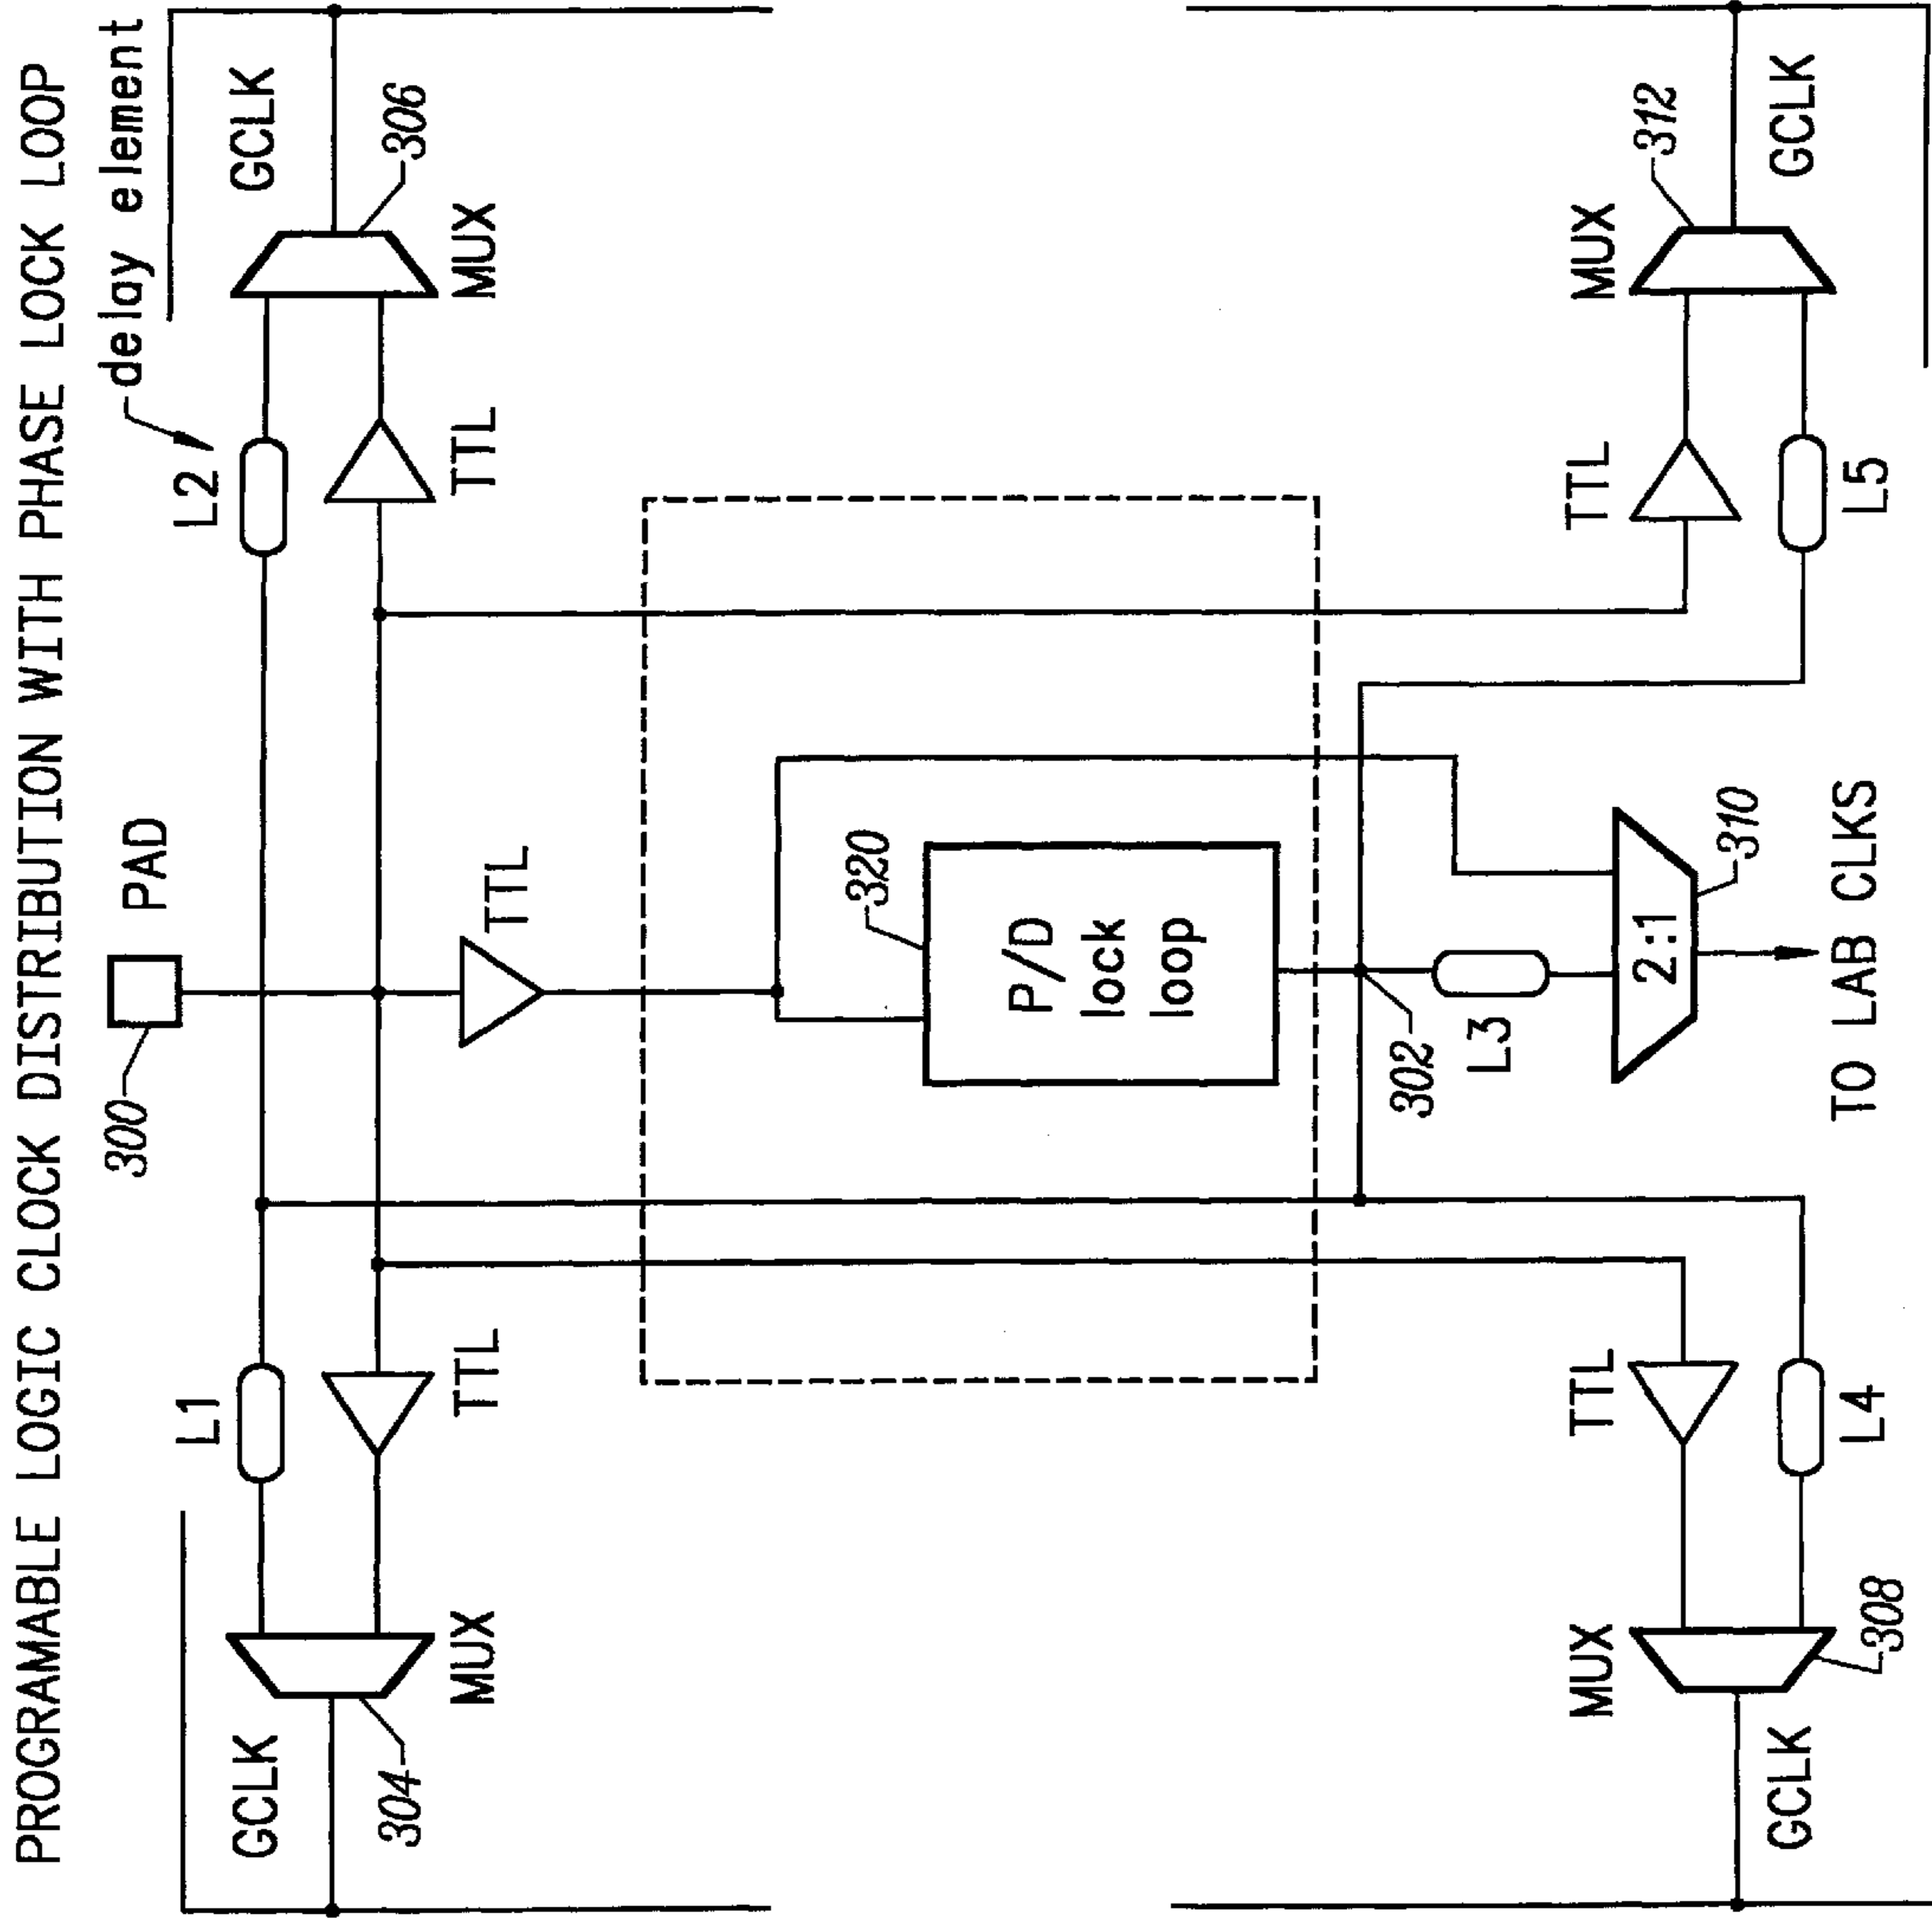 PROGRAMABLE LOGIC CLOCK DISTRIBUTION WITH PHASE LOCK LOOP
delay element
300
PAD
L1
L2
GCLK
GCLK
304
306
MUX
TTL
TTL
TTL
MUX
320
P/D
lock
loop
302
L3
MUX
TTL
TTL
MUX
312
2:1
310
GCLK
308
L4
TO LAB CLKS
L5
GCLK